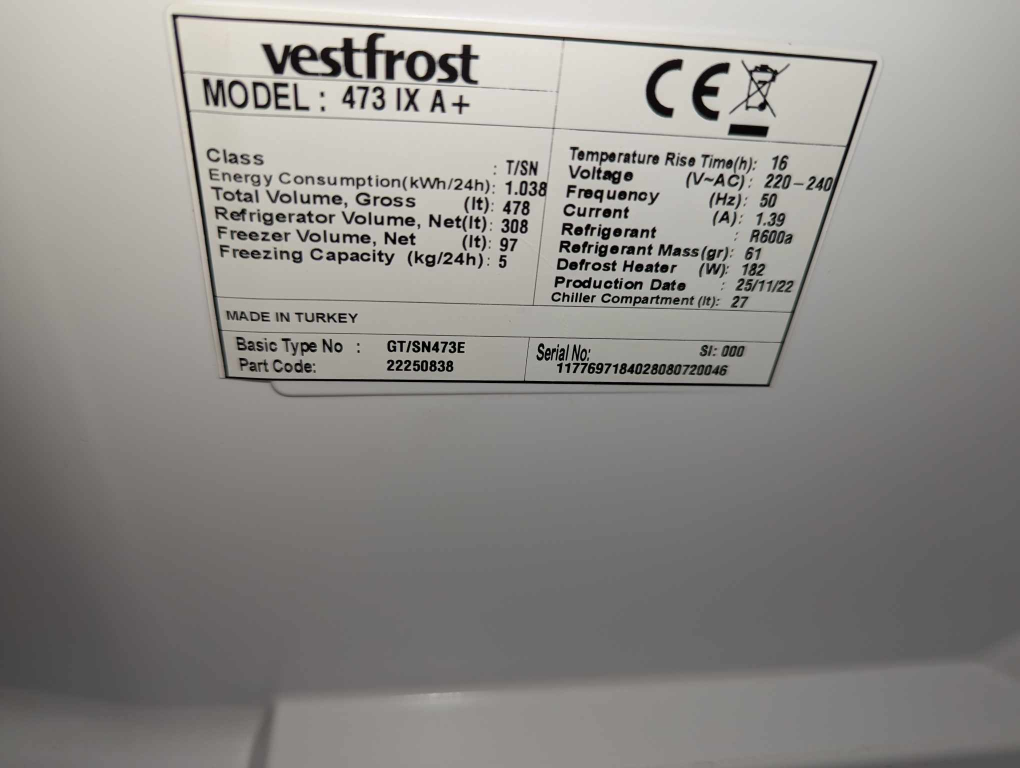 vestfrost
MODEL : 473 IX A+
CE
Class : T/SN
Energy Consumption(kWh/24h): 1.038
Total Volume, Gross (lt): 478
Refrigerator Volume, Net(lt): 308
Freezer Volume, Net (lt): 97
Freezing Capacity (kg/24h): 5
Temperature Rise Time(h): 16
Voltage (V~AC): 220-240
Frequency (Hz): 50
Current (A): 1.39
Refrigerant : R600a
Refrigerant Mass(gr): 61
Defrost Heater (W): 182
Production Date : 25/11/22
Chiller Compartment (lt): 27
MADE IN TURKEY
Basic Type No : GT/SN473E
Part Code: 22250838
Serial No: SI: 000
1177697184028080720046